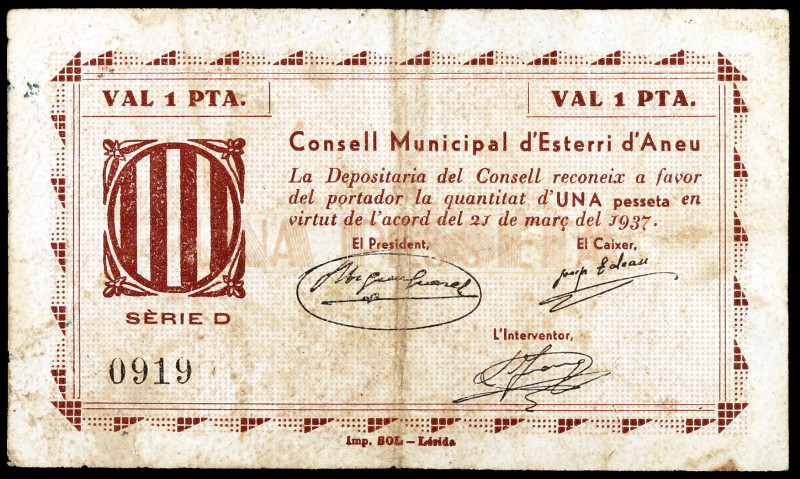 VAL 1 PTA.
VAL 1 PTA.
Consell Municipal d'Esterri d'Aneu
La Depositaria del Consell reconeix a favor
del portador la quantitat d'UNA pesseta en
virtut de l'acord del 21 de març del 1937.
El President,
El Caixer,
SÈRIE D
L'Interventor,
0919
Imp. SOL – Lérida